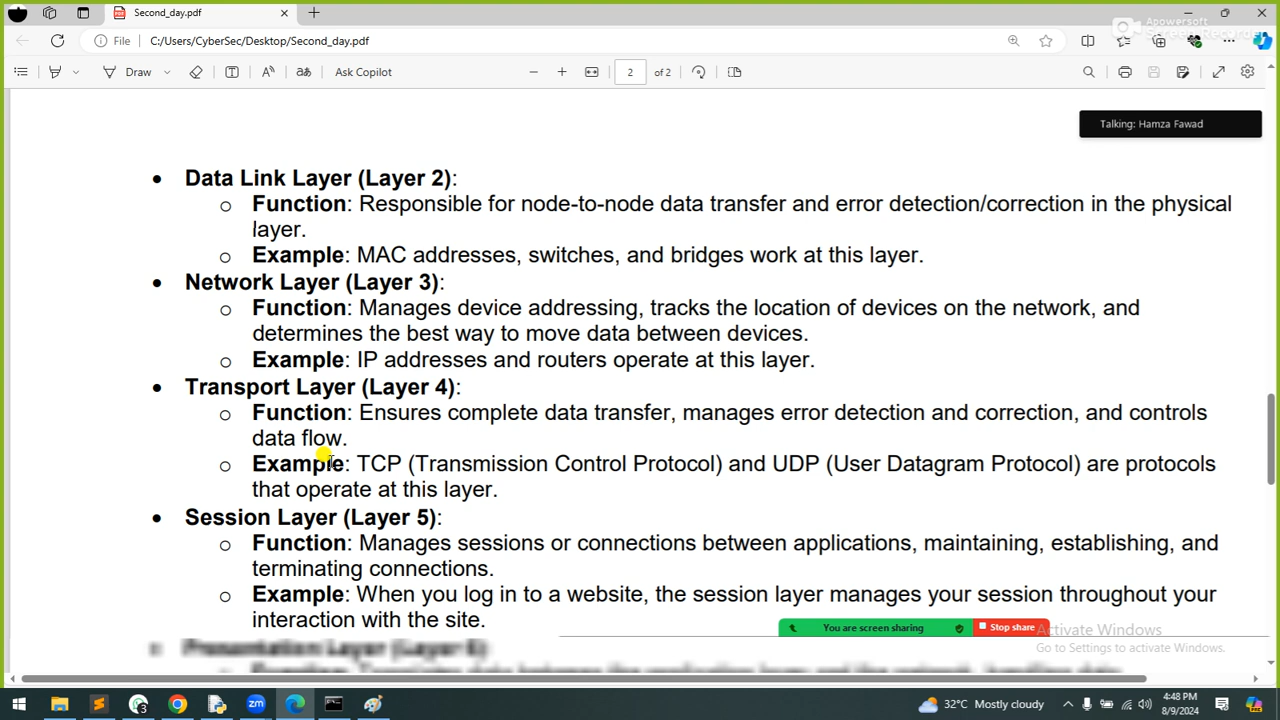 Second_day.pdf
File
C:/Users/CyberSec/Desktop/Second_day.pdf
Apowersoft
Screen Recorder
Draw
Ask Copilot
2
of 2
Talking: Hamza Fawad
• Data Link Layer (Layer 2):
o Function: Responsible for node-to-node data transfer and error detection/correction in the physical
layer.
o Example: MAC addresses, switches, and bridges work at this layer.
• Network Layer (Layer 3):
o Function: Manages device addressing, tracks the location of devices on the network, and
determines the best way to move data between devices.
o Example: IP addresses and routers operate at this layer.
• Transport Layer (Layer 4):
o Function: Ensures complete data transfer, manages error detection and correction, and controls
data flow.
o Example: TCP (Transmission Control Protocol) and UDP (User Datagram Protocol) are protocols
that operate at this layer.
• Session Layer (Layer 5):
o Function: Manages sessions or connections between applications, maintaining, establishing, and
terminating connections.
o Example: When you log in to a website, the session layer manages your session throughout your
interaction with the site.
You are screen sharing
Stop share
Activate Windows
Go to Settings to activate Windows.
Presentation Layer (Layer 6):
zm
32°C Mostly cloudy
4:48 PM
8/9/2024